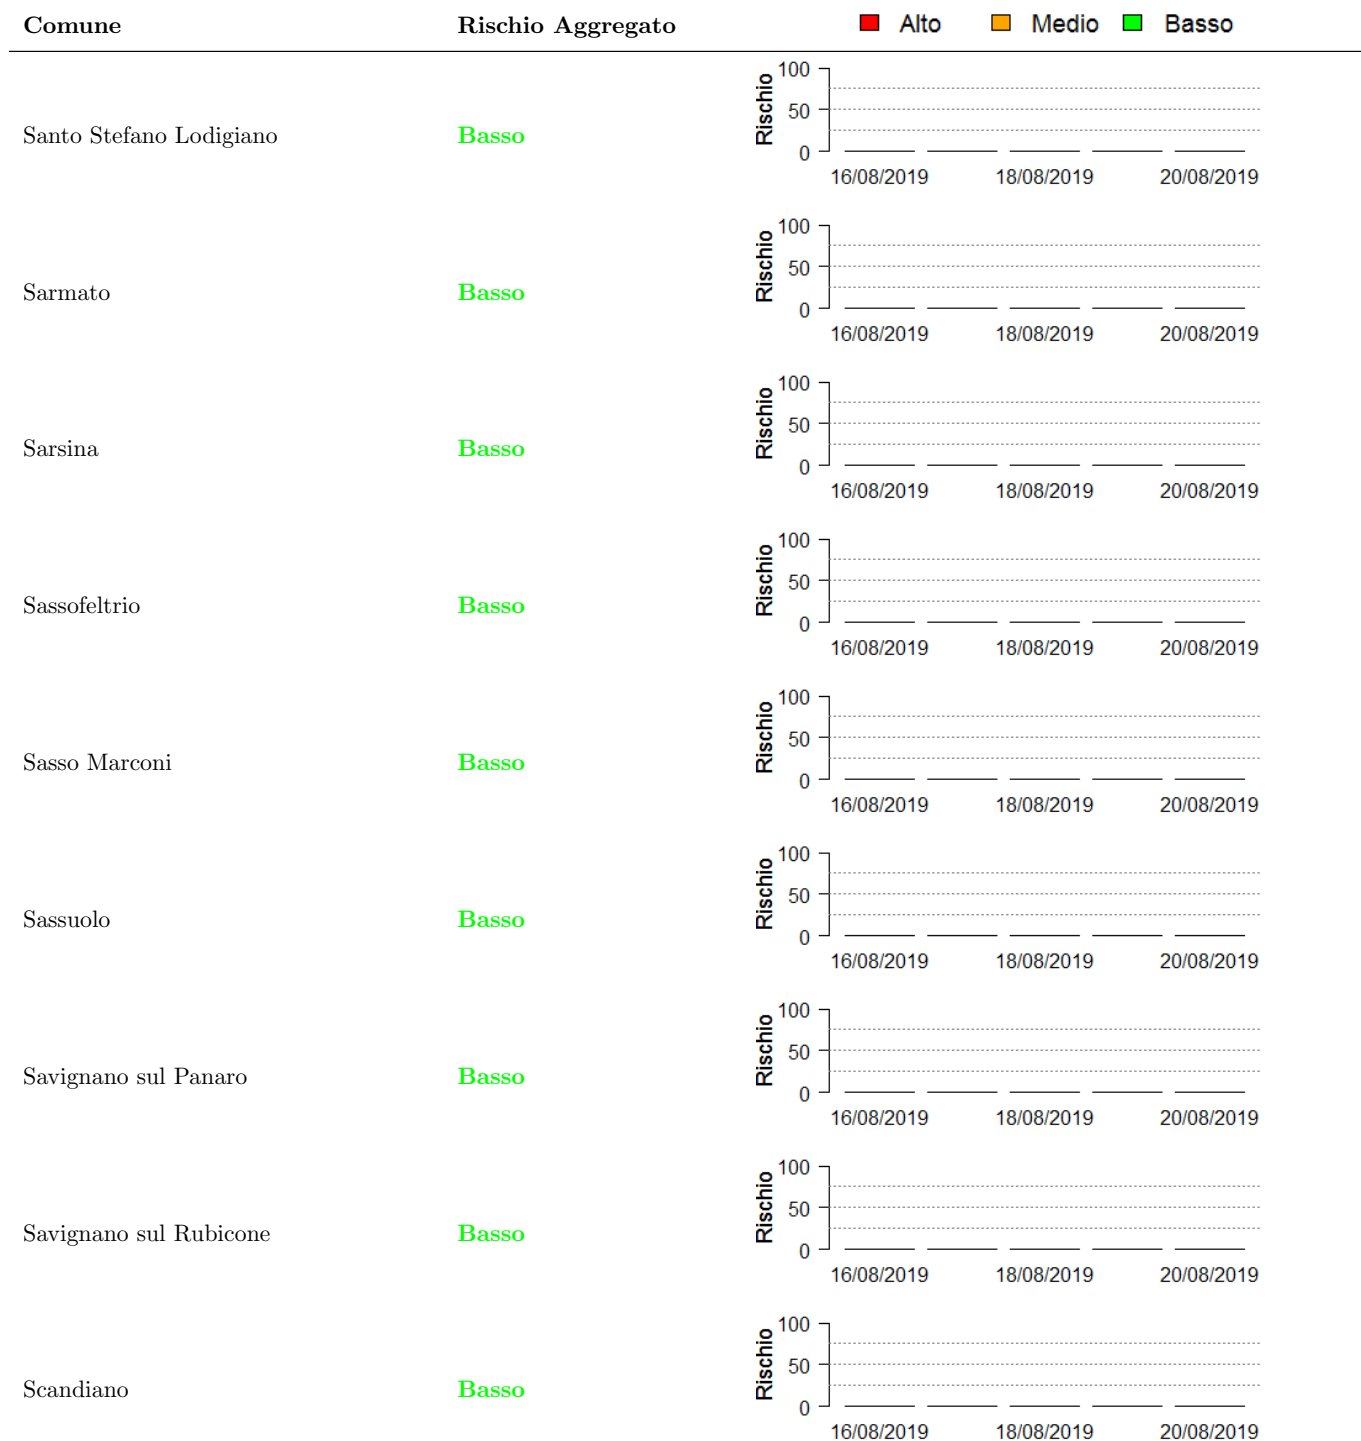 Comune Rischio Aggregato Alto Medio Basso
100
50
0
Rischio
Santo Stefano Lodigiano Basso
16/08/2019 18/08/2019 20/08/2019
100
50
0
Rischio
Sarmato Basso
16/08/2019 18/08/2019 20/08/2019
100
50
0
Rischio
Sarsina Basso
16/08/2019 18/08/2019 20/08/2019
100
50
0
Rischio
Sassofeltrio Basso
16/08/2019 18/08/2019 20/08/2019
100
50
0
Rischio
Sasso Marconi Basso
16/08/2019 18/08/2019 20/08/2019
100
50
0
Rischio
Sassuolo Basso
16/08/2019 18/08/2019 20/08/2019
100
50
0
Rischio
Savignano sul Panaro Basso
16/08/2019 18/08/2019 20/08/2019
100
50
0
Rischio
Savignano sul Rubicone Basso
16/08/2019 18/08/2019 20/08/2019
100
50
0
Rischio
Scandiano Basso
16/08/2019 18/08/2019 20/08/2019